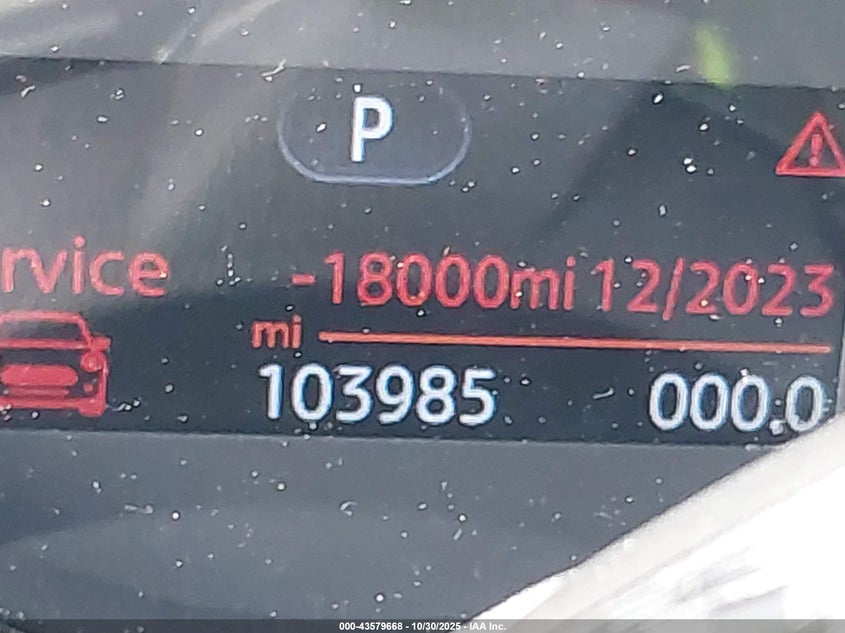 P
rvice -18000mi 12/2023
mi
103985 000.0
000-43579668 - 10/30/2025 - IAA Inc.